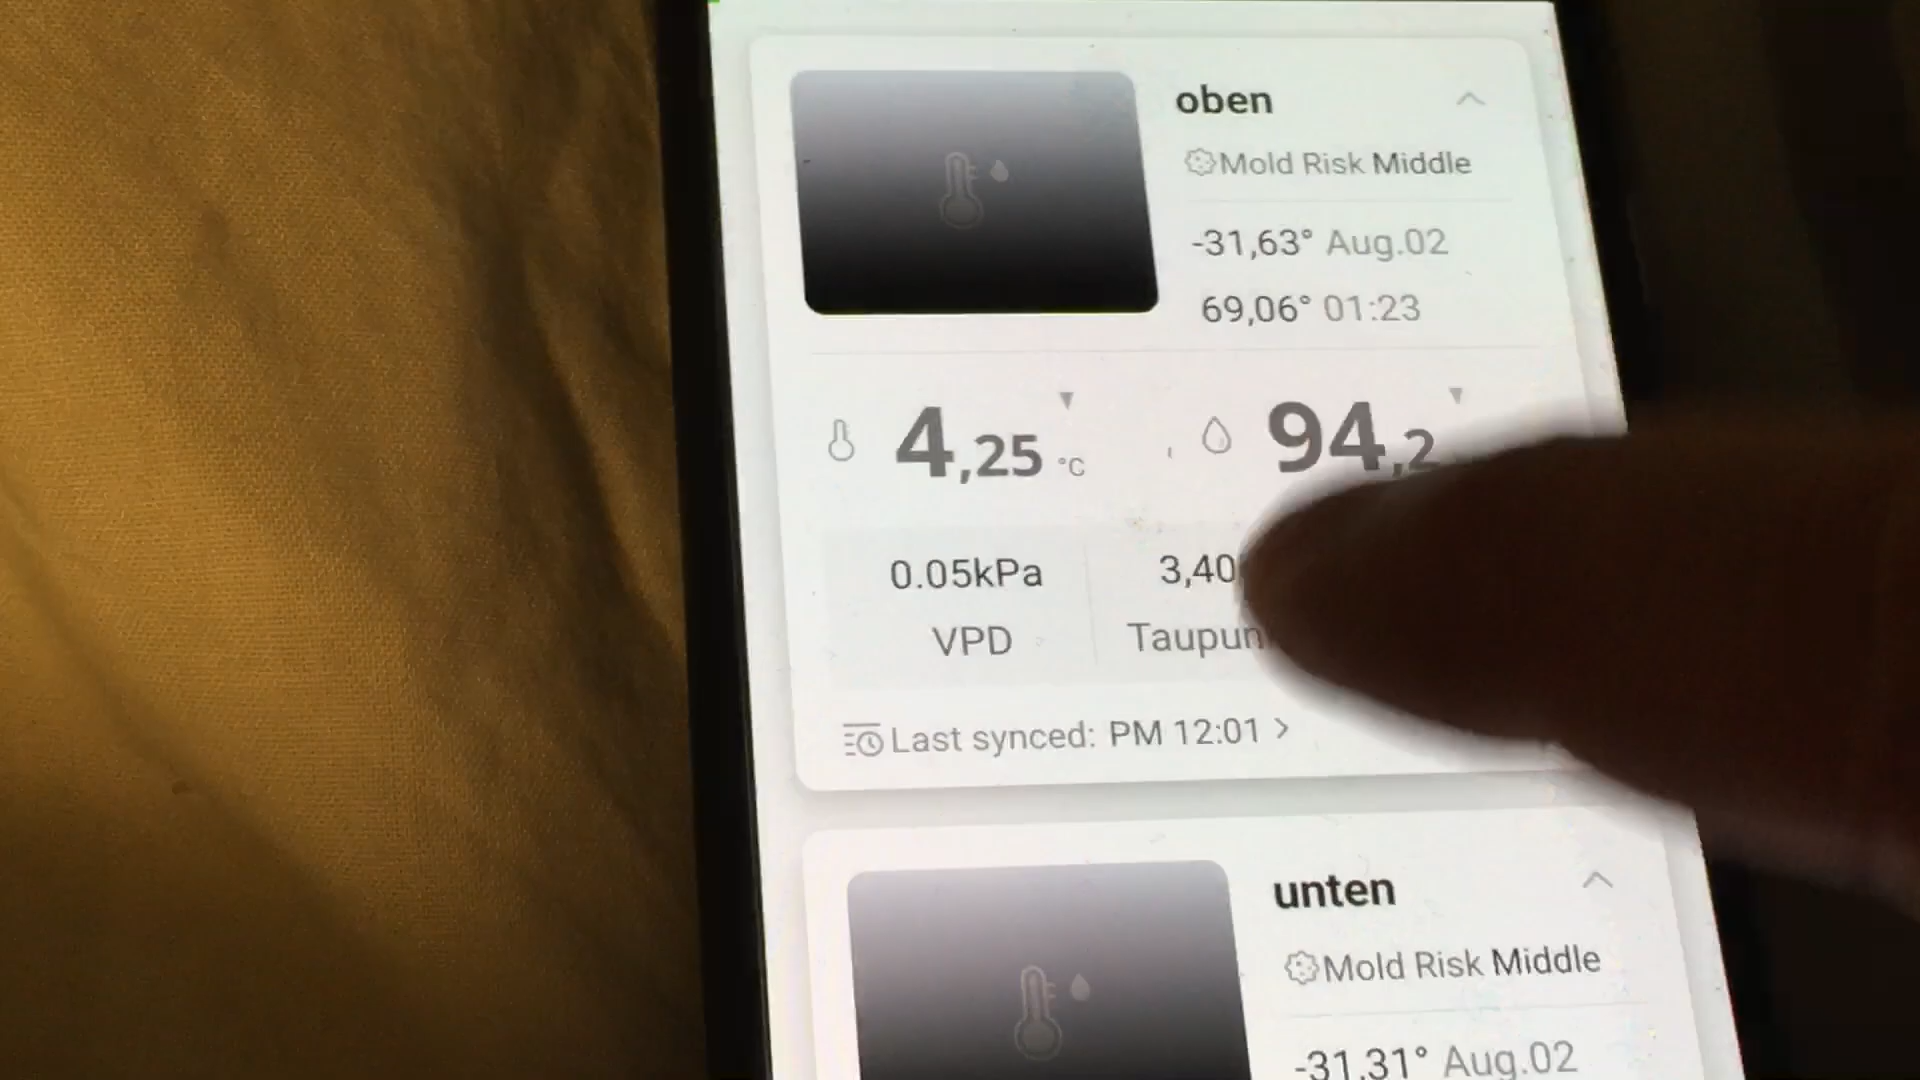 oben
Mold Risk Middle
-31,63° Aug.02
69,06° 01:23
4,25 °C
94,2
0.05kPa
3,40
VPD
Last synced: PM 12:01 >
unten
Mold Risk Middle
-31,31° Aug.02